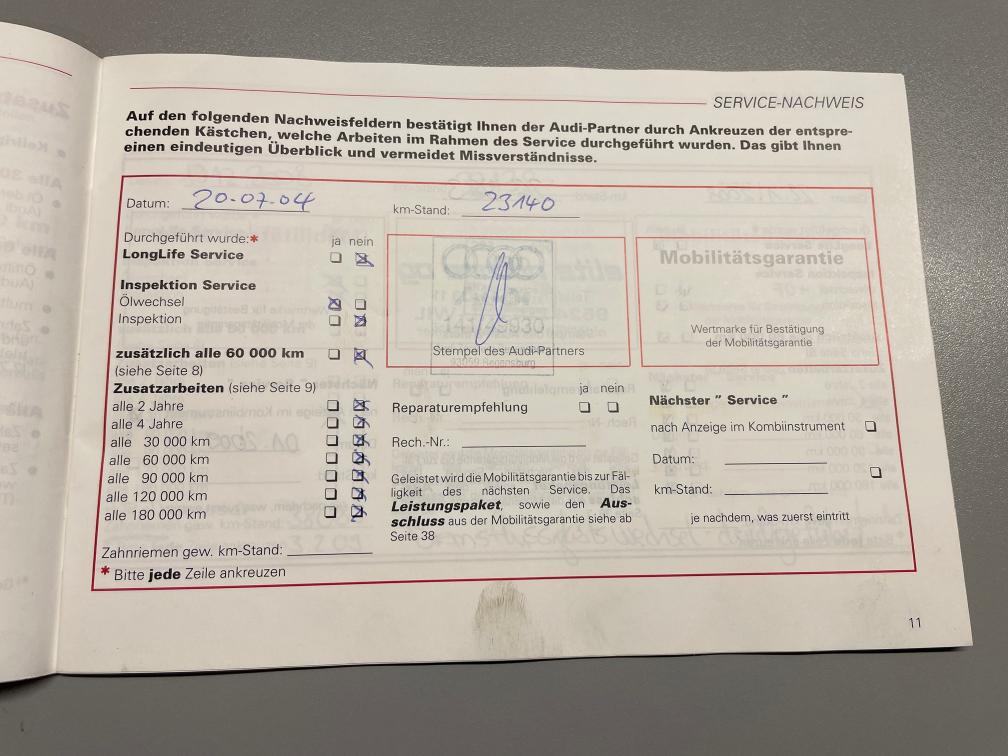 SERVICE-NACHWEIS
Auf den folgenden Nachweisfeldern bestätigt Ihnen der Audi-Partner durch Ankreuzen der entspre-
chenden Kästchen, welche Arbeiten im Rahmen des Service durchgeführt wurden. Das gibt Ihnen
einen eindeutigen Überblick und vermeidet Missverständnisse.
Datum: 20.07.04
km-Stand: 23140
Durchgeführt wurde:* ja nein
LongLife Service
Inspektion Service
Ölwechsel
Inspektion
zusätzlich alle 60 000 km
(siehe Seite 8)
Zusatzarbeiten (siehe Seite 9)
alle 2 Jahre
alle 4 Jahre
alle 30 000 km
alle 60 000 km
alle 90 000 km
alle 120 000 km
alle 180 000 km
Zahnriemen gew. km-Stand:
* Bitte jede Zeile ankreuzen
Stempel des Audi-Partners
93059 Regensburg
ja nein
Reparaturempfehlung
Rech.-Nr.:
Geleistet wird die Mobilitätsgarantie bis zur Fäl-
ligkeit des nächsten Service. Das
Leistungspaket, sowie den Aus-
schluss aus der Mobilitätsgarantie siehe ab
Seite 38
Mobilitätsgarantie
Wertmarke für Bestätigung
der Mobilitätsgarantie
Nächster " Service "
nach Anzeige im Kombiinstrument
Datum:
km-Stand:
je nachdem, was zuerst eintritt
11